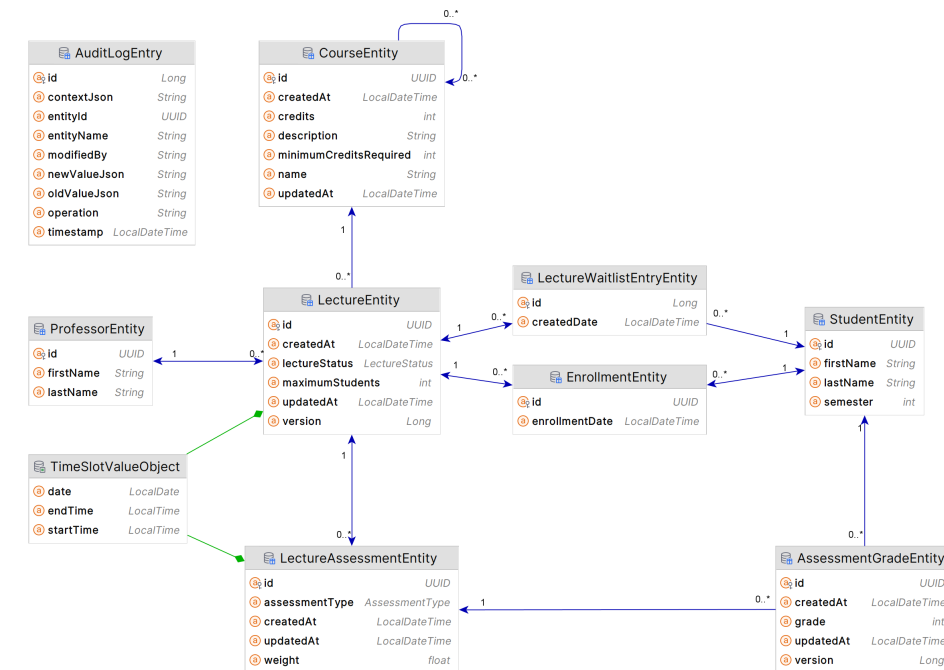 AuditLogEntry
id Long
contextJson String
entityId UUID
entityName String
modifiedBy String
newValueJson String
oldValueJson String
operation String
timestamp LocalDateTime
0..*
0..*
CourseEntity
id UUID
createdAt LocalDateTime
credits int
description String
minimumCreditsRequired int
name String
updatedAt LocalDateTime
1
0..*
ProfessorEntity
id UUID
firstName String
lastName String
1
0..*
LectureEntity
id UUID
createdAt LocalDateTime
lectureStatus LectureStatus
maximumStudents int
updatedAt LocalDateTime
version Long
1
0..*
LectureWaitlistEntryEntity
id Long
createdDate LocalDateTime
0..*
1
1
0..*
EnrollmentEntity
id UUID
enrollmentDate LocalDateTime
0..*
1
StudentEntity
id UUID
firstName String
lastName String
semester int
TimeSlotValueObject
date LocalDate
endTime LocalTime
startTime LocalTime
1
0..*
1
0..*
LectureAssessmentEntity
id UUID
assessmentType AssessmentType
createdAt LocalDateTime
updatedAt LocalDateTime
weight float
1
0..*
AssessmentGradeEntity
id UUID
createdAt LocalDateTime
grade int
updatedAt LocalDateTime
version Long